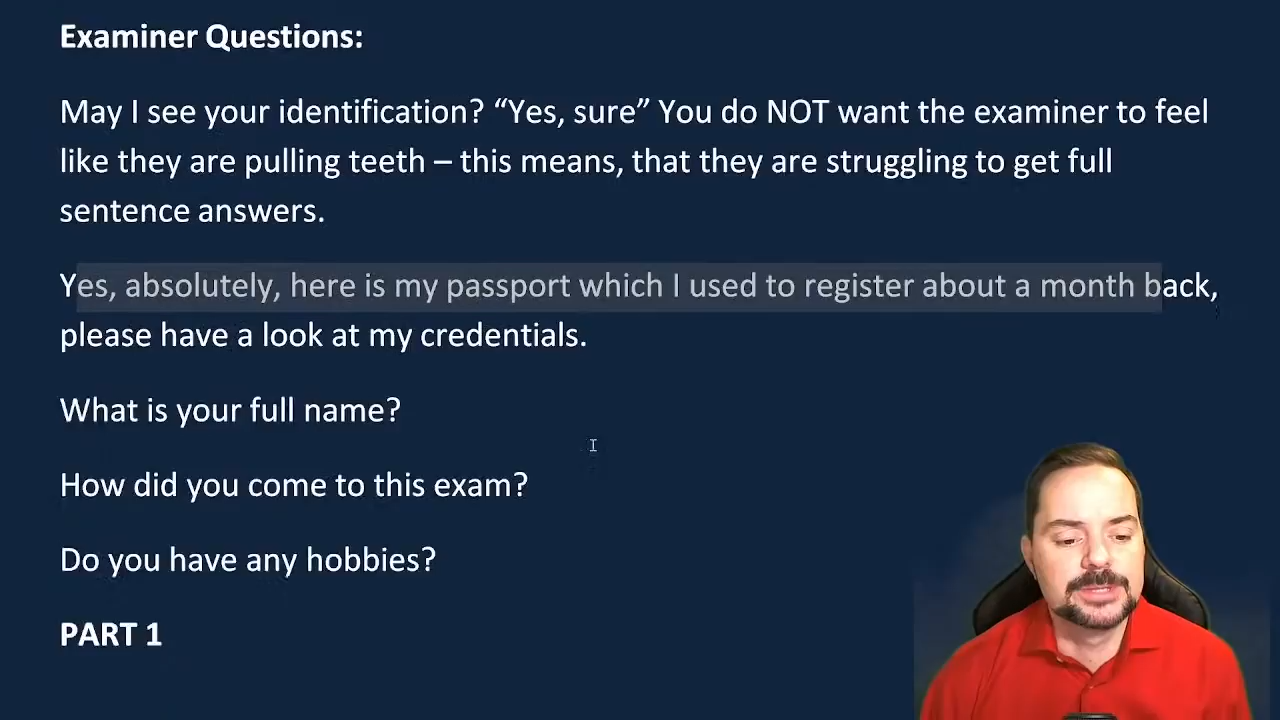 Examiner Questions:
May I see your identification? “Yes, sure” You do NOT want the examiner to feel
like they are pulling teeth – this means, that they are struggling to get full
sentence answers.
Yes, absolutely, here is my passport which I used to register about a month back,
please have a look at my credentials.
What is your full name?
How did you come to this exam?
Do you have any hobbies?
PART 1